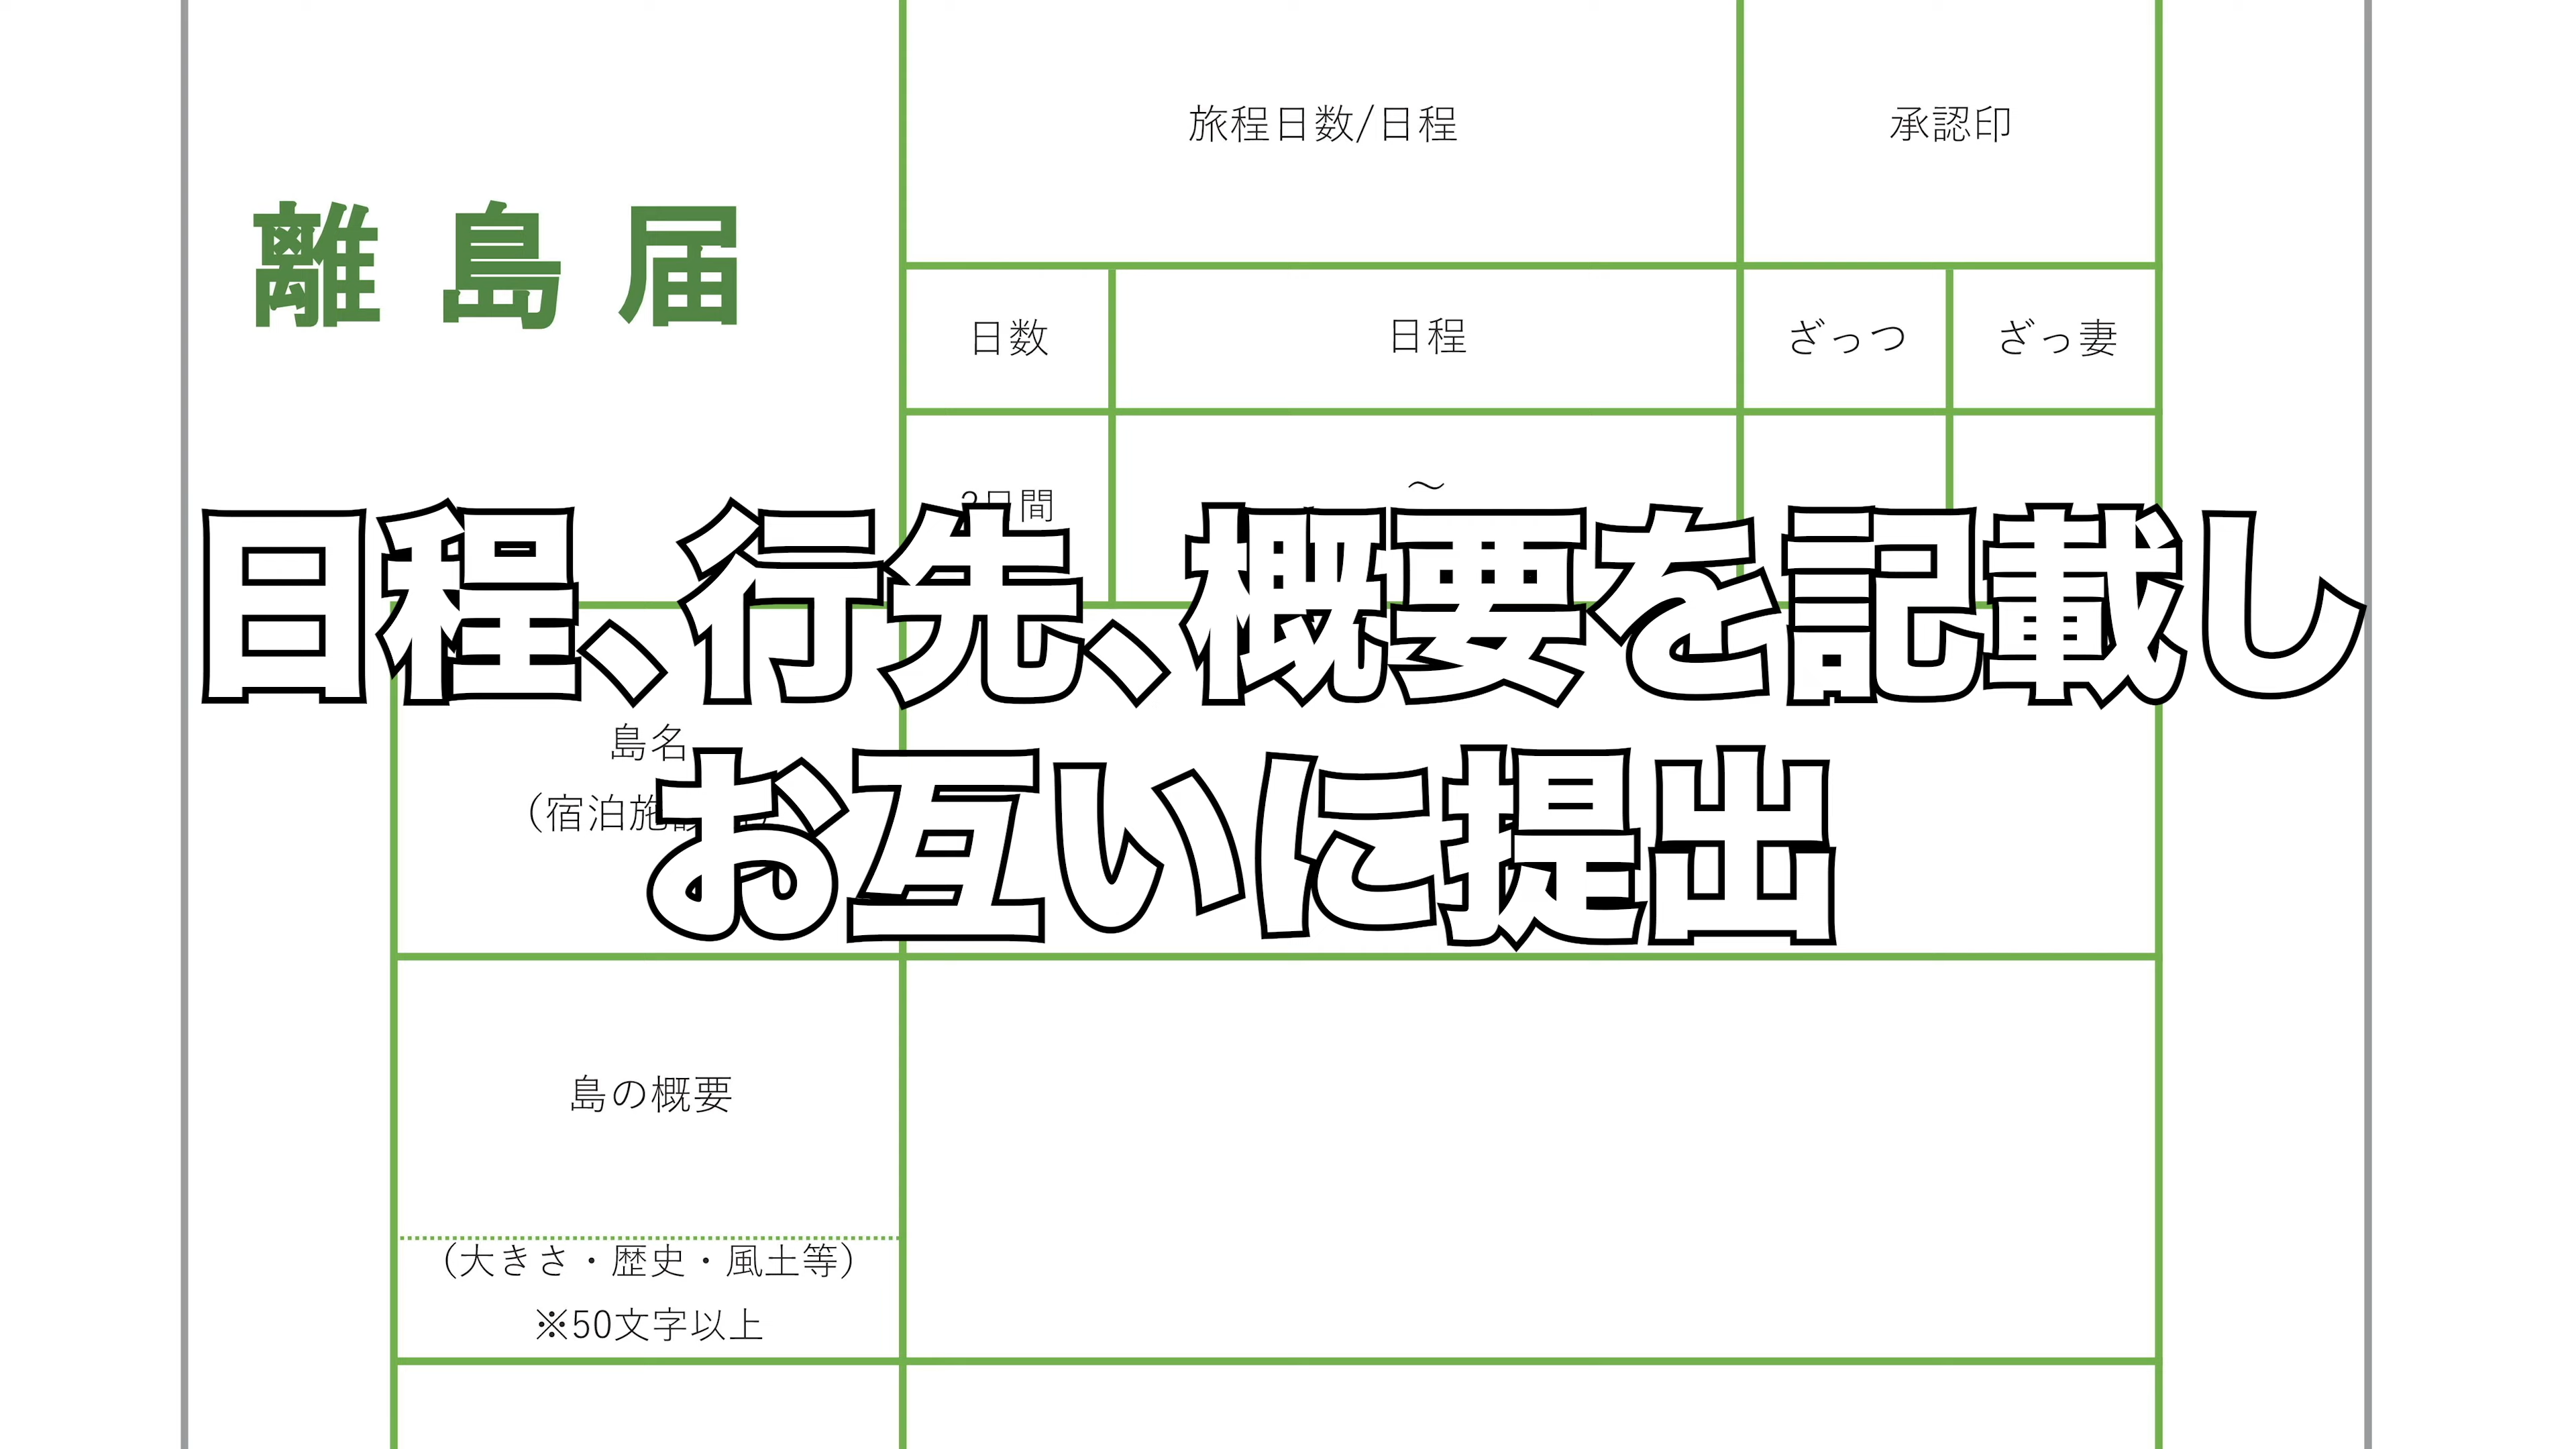 旅程日数/日程
承認印
離島届
日数
日程
ざっつ
ざっ妻
～
日程、行先、概要を記載し
島名
お互いに提出
島の概要
(大きさ・歴史・風土等)
※50文字以上